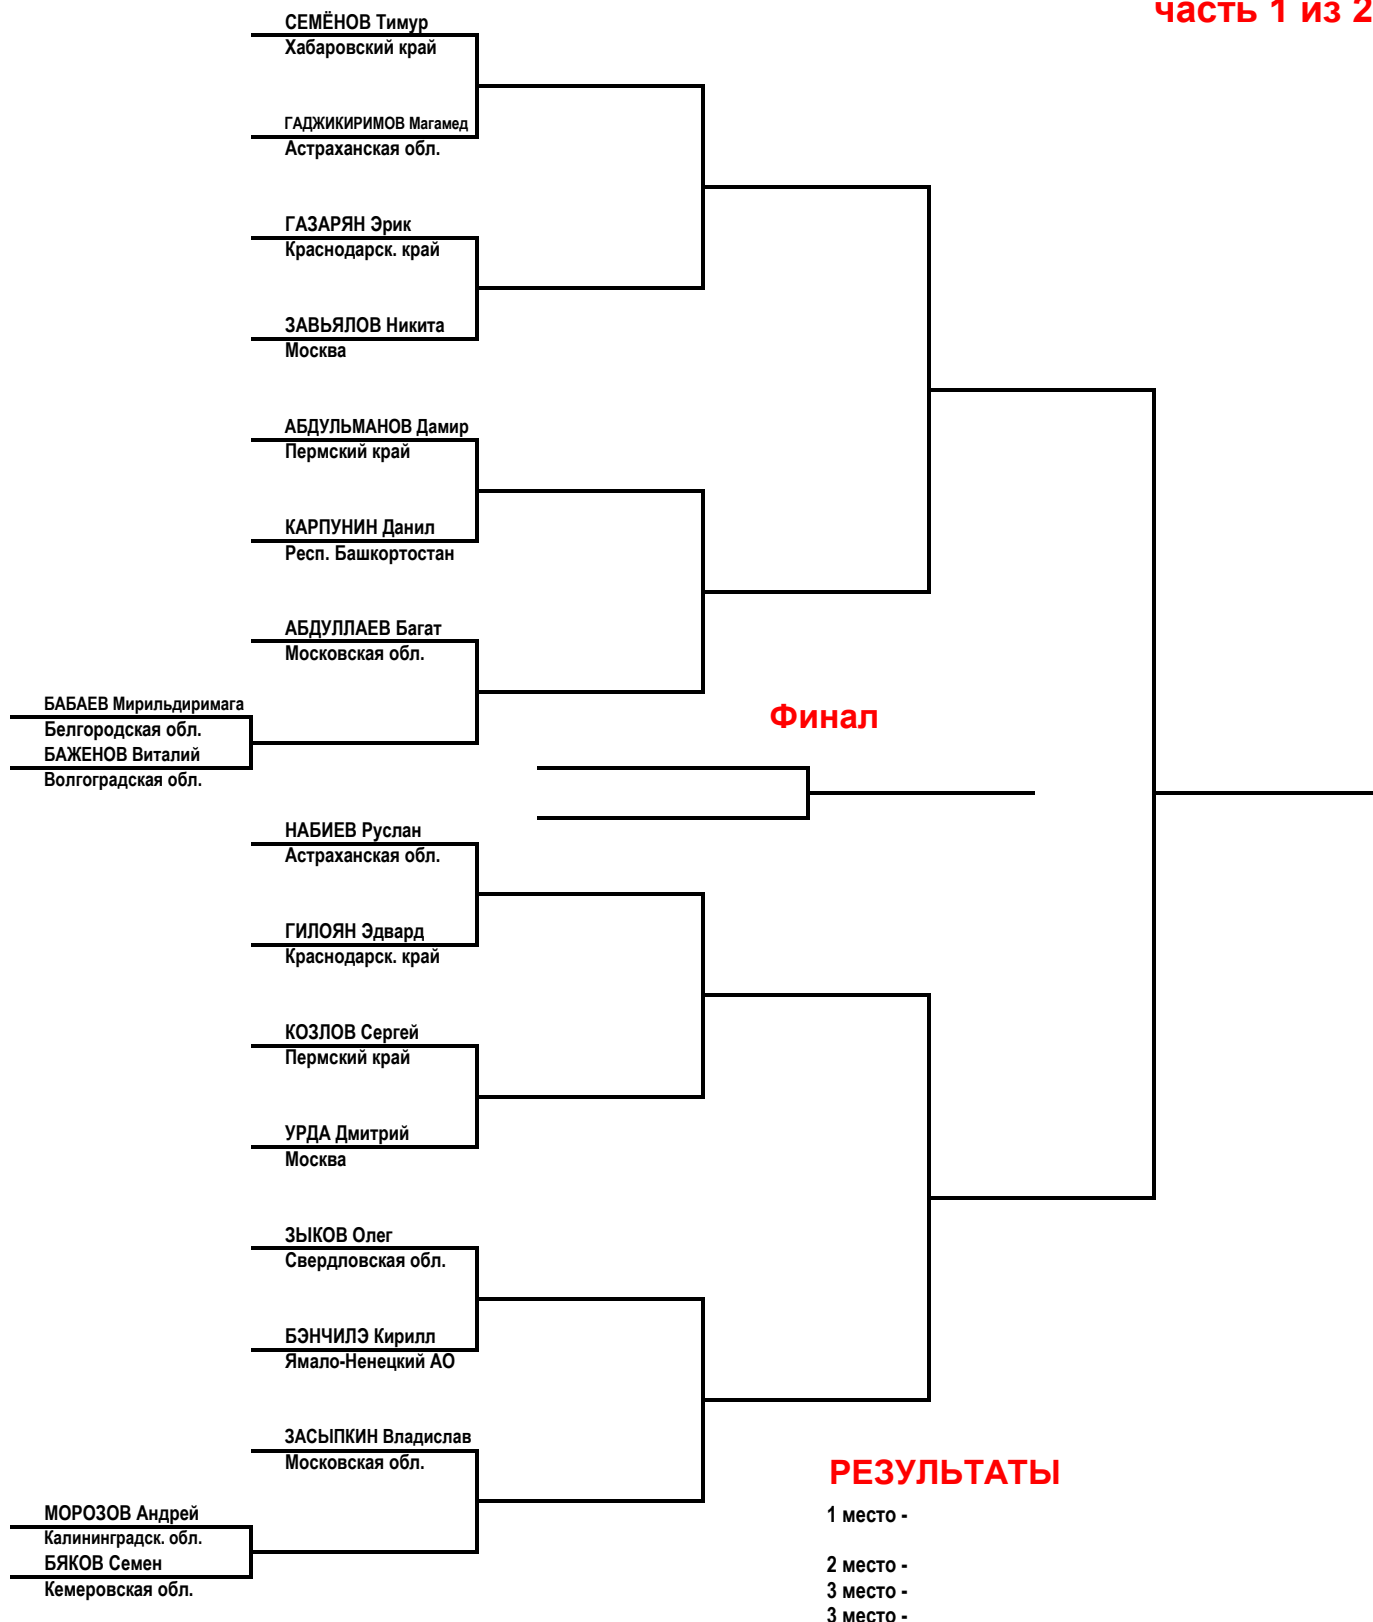 часть 1 из 2
СЕМЁНОВ Тимур
Хабаровский край
ГАДЖИКИРИМОВ Магамед
Астраханская обл.
ГАЗАРЯН Эрик
Краснодарск. край
ЗАВЬЯЛОВ Никита
Москва
АБДУЛЬМАНОВ Дамир
Пермский край
КАРПУНИН Данил
Респ. Башкортостан
АБДУЛЛАЕВ Багат
Московская обл.
БАБАЕВ Мирильдиримага
Белгородская обл.
БАЖЕНОВ Виталий
Волгоградская обл.
Финал
НАБИЕВ Руслан
Астраханская обл.
ГИЛОЯН Эдвард
Краснодарск. край
КОЗЛОВ Сергей
Пермский край
УРДА Дмитрий
Москва
ЗЫКОВ Олег
Свердловская обл.
БЭНЧИЛЭ Кирилл
Ямало-Ненецкий АО
ЗАСЫПКИН Владислав
Московская обл.
МОРОЗОВ Андрей
Калининградск. обл.
БЯКОВ Семен
Кемеровская обл.
РЕЗУЛЬТАТЫ
1 место -
2 место -
3 место -
3 место -